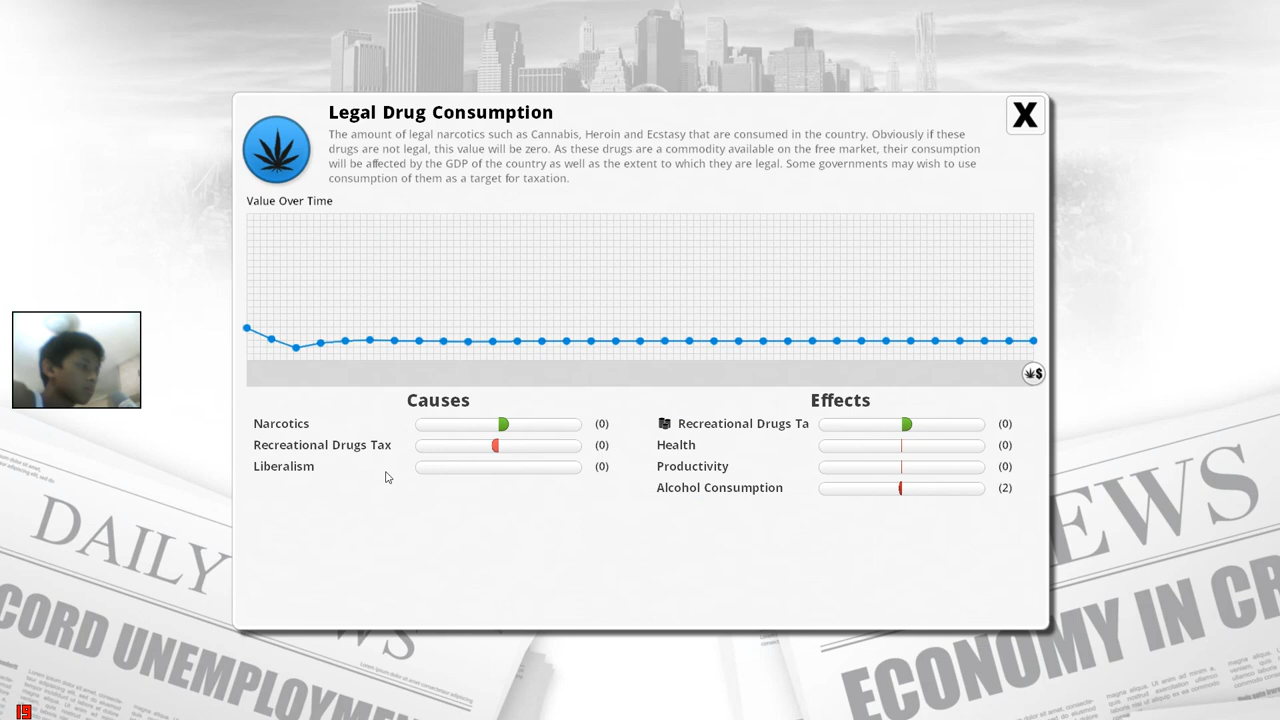 Legal Drug Consumption
X
The amount of legal narcotics such as Cannabis, Heroin and Ecstasy that are consumed in the country. Obviously if these
drugs are not legal, this value will be zero. As these drugs are a commodity available on the free market, their consumption
will be affected by the GDP of the country as well as the extent to which they are legal. Some governments may wish to use
consumption of them as a target for taxation.
Value Over Time
$
Causes
Narcotics (0)
Recreational Drugs Tax (0)
Liberalism (0)
Effects
Recreational Drugs Ta (0)
Health (0)
Productivity (0)
Alcohol Consumption (2)
DAILY
NEWS
CORD UNEMPLOYM
EWS
ECONOMY IN CR
19